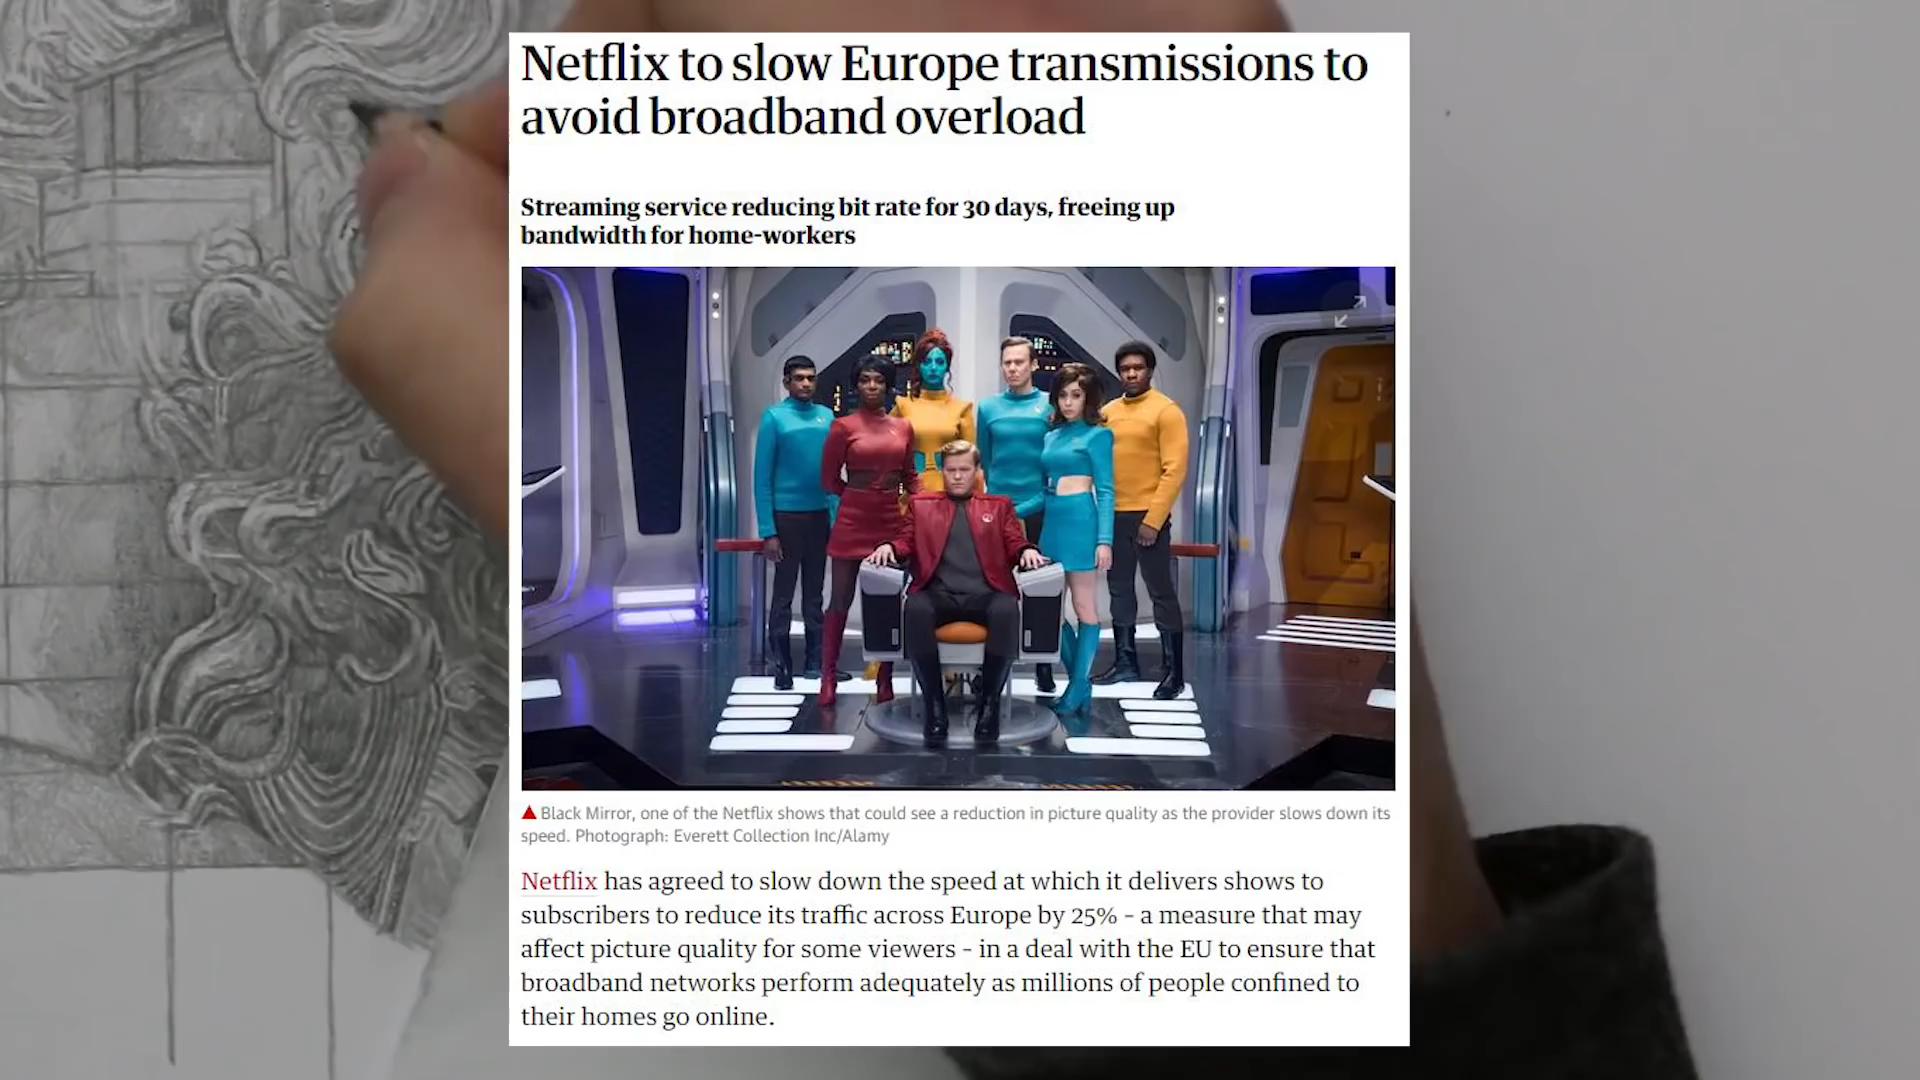 Netflix to slow Europe transmissions to
avoid broadband overload
Streaming service reducing bit rate for 30 days, freeing up
bandwidth for home-workers
Black Mirror, one of the Netflix shows that could see a reduction in picture quality as the provider slows down its
speed. Photograph: Everett Collection Inc/Alamy
Netflix has agreed to slow down the speed at which it delivers shows to
subscribers to reduce its traffic across Europe by 25% – a measure that may
affect picture quality for some viewers – in a deal with the EU to ensure that
broadband networks perform adequately as millions of people confined to
their homes go online.